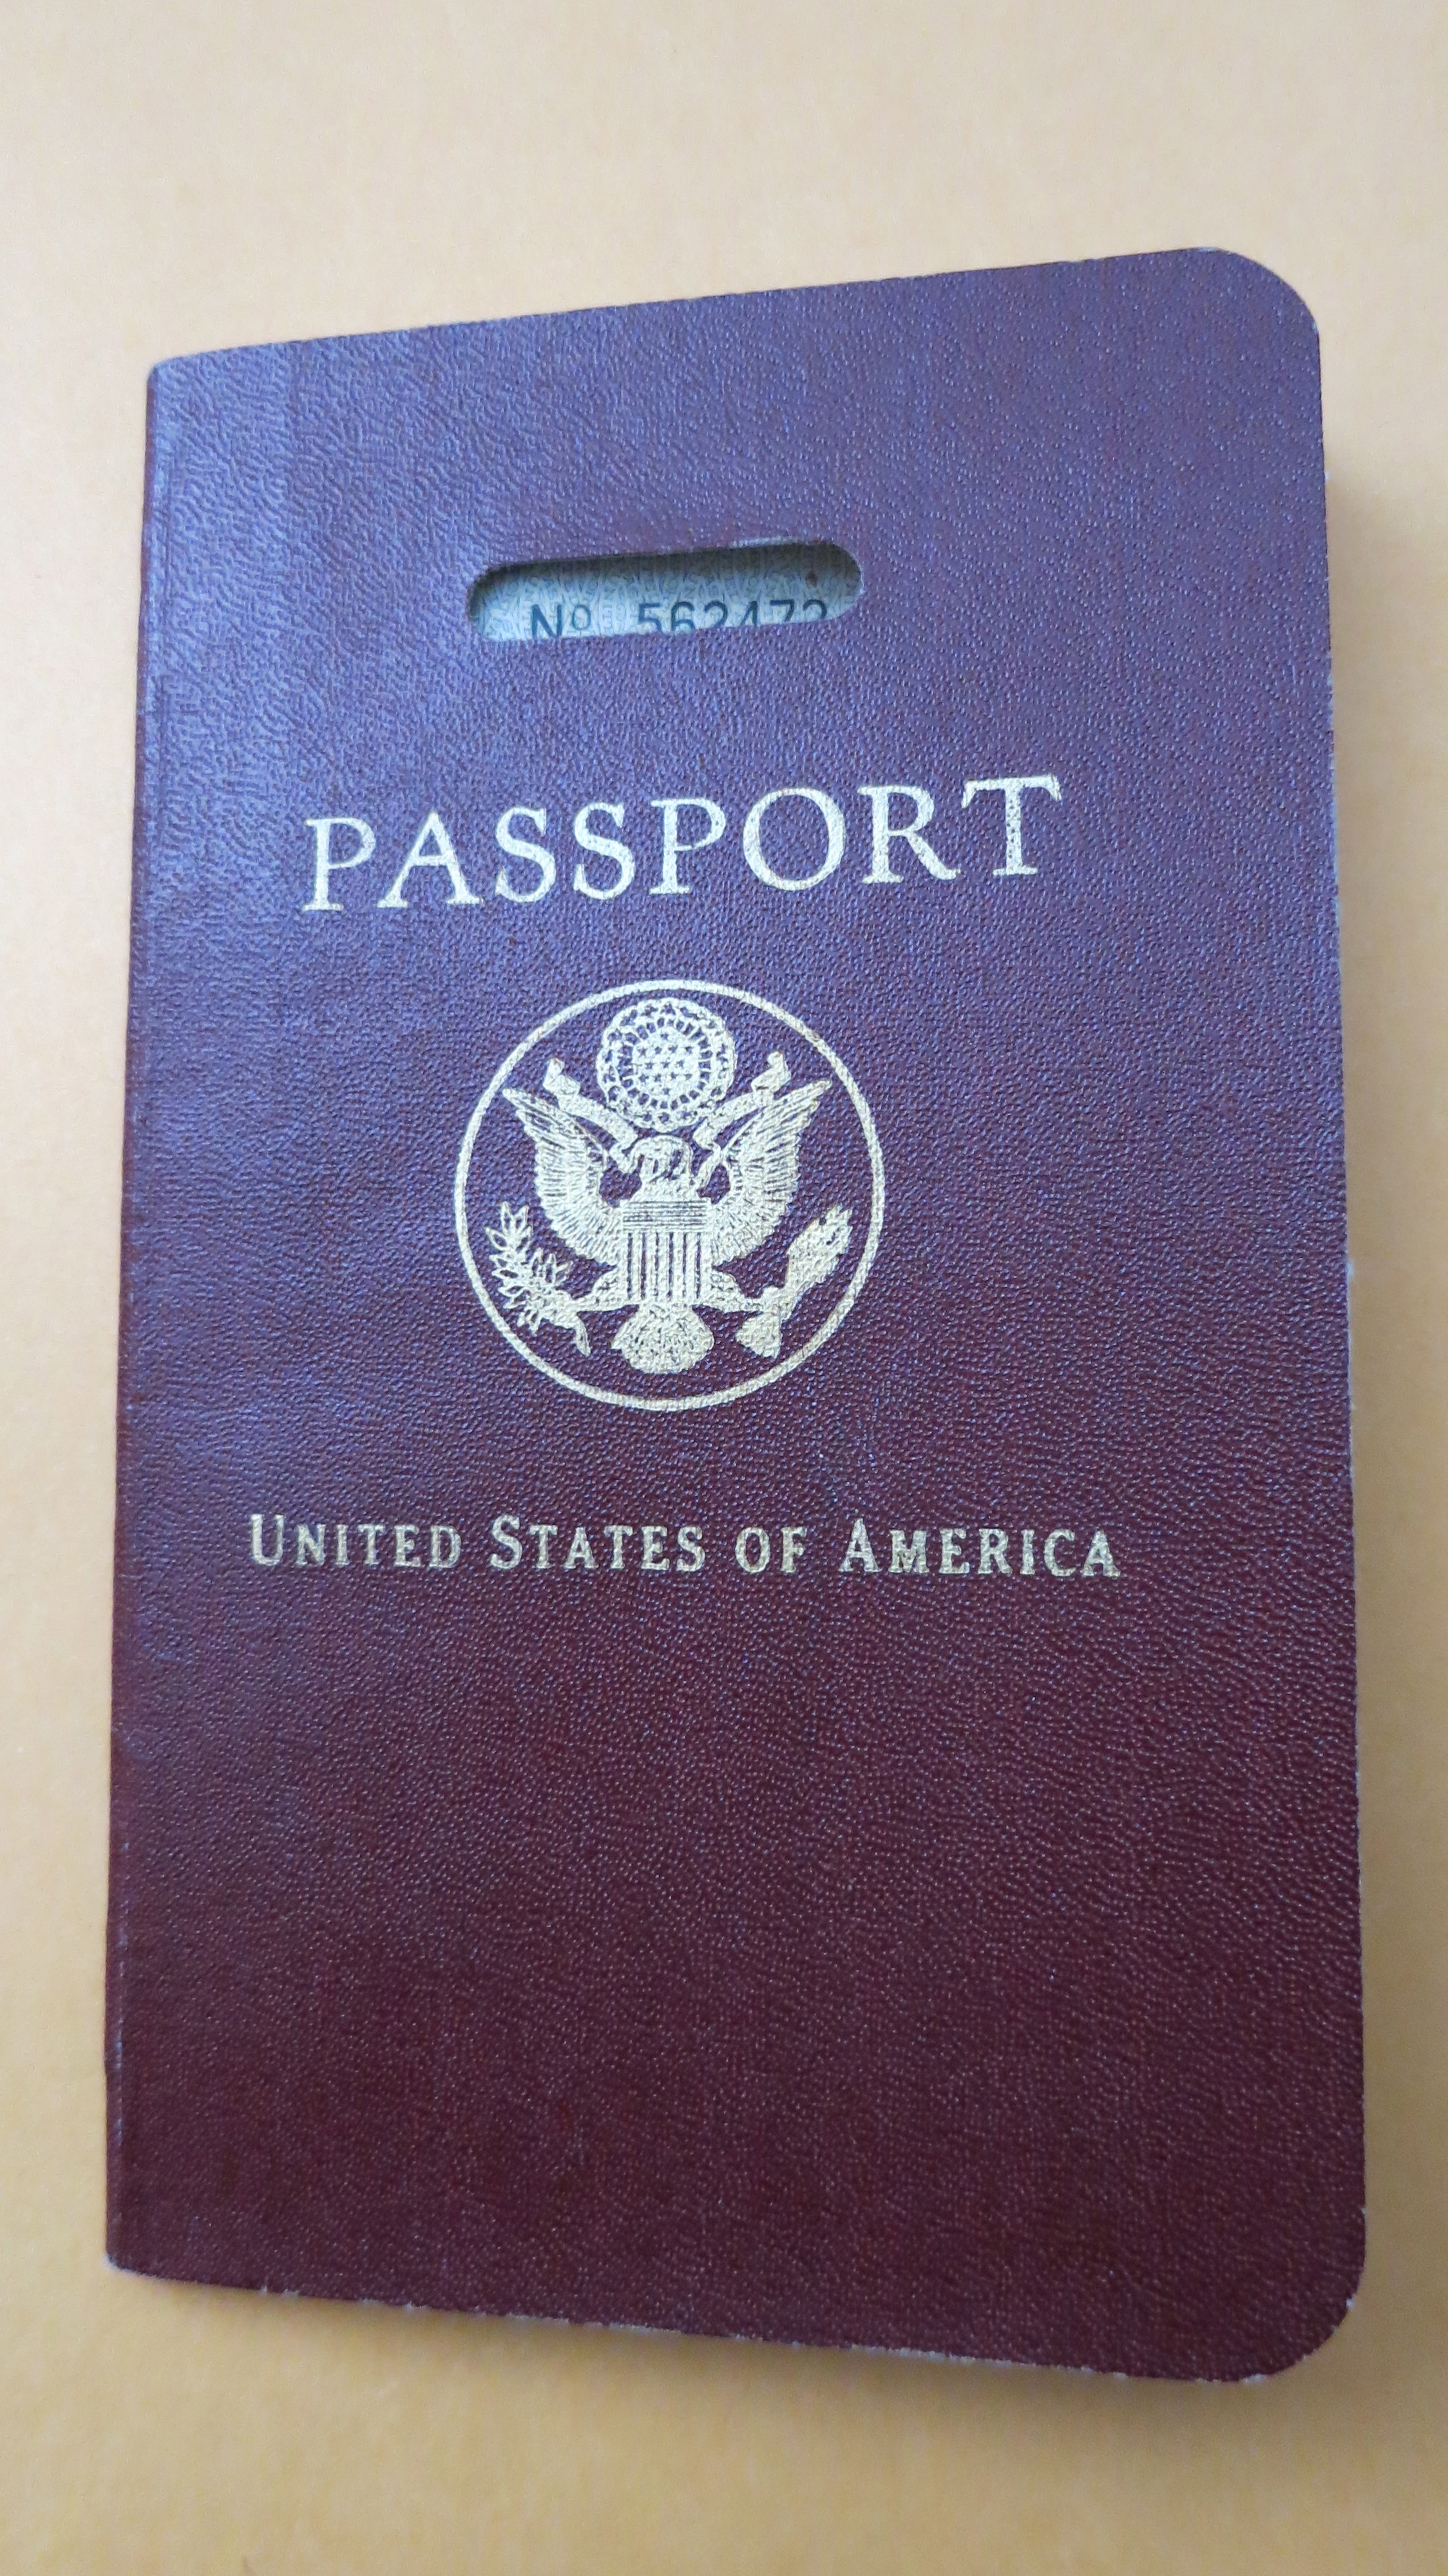 Nº 562472
PASSPORT
UNITED STATES OF AMERICA